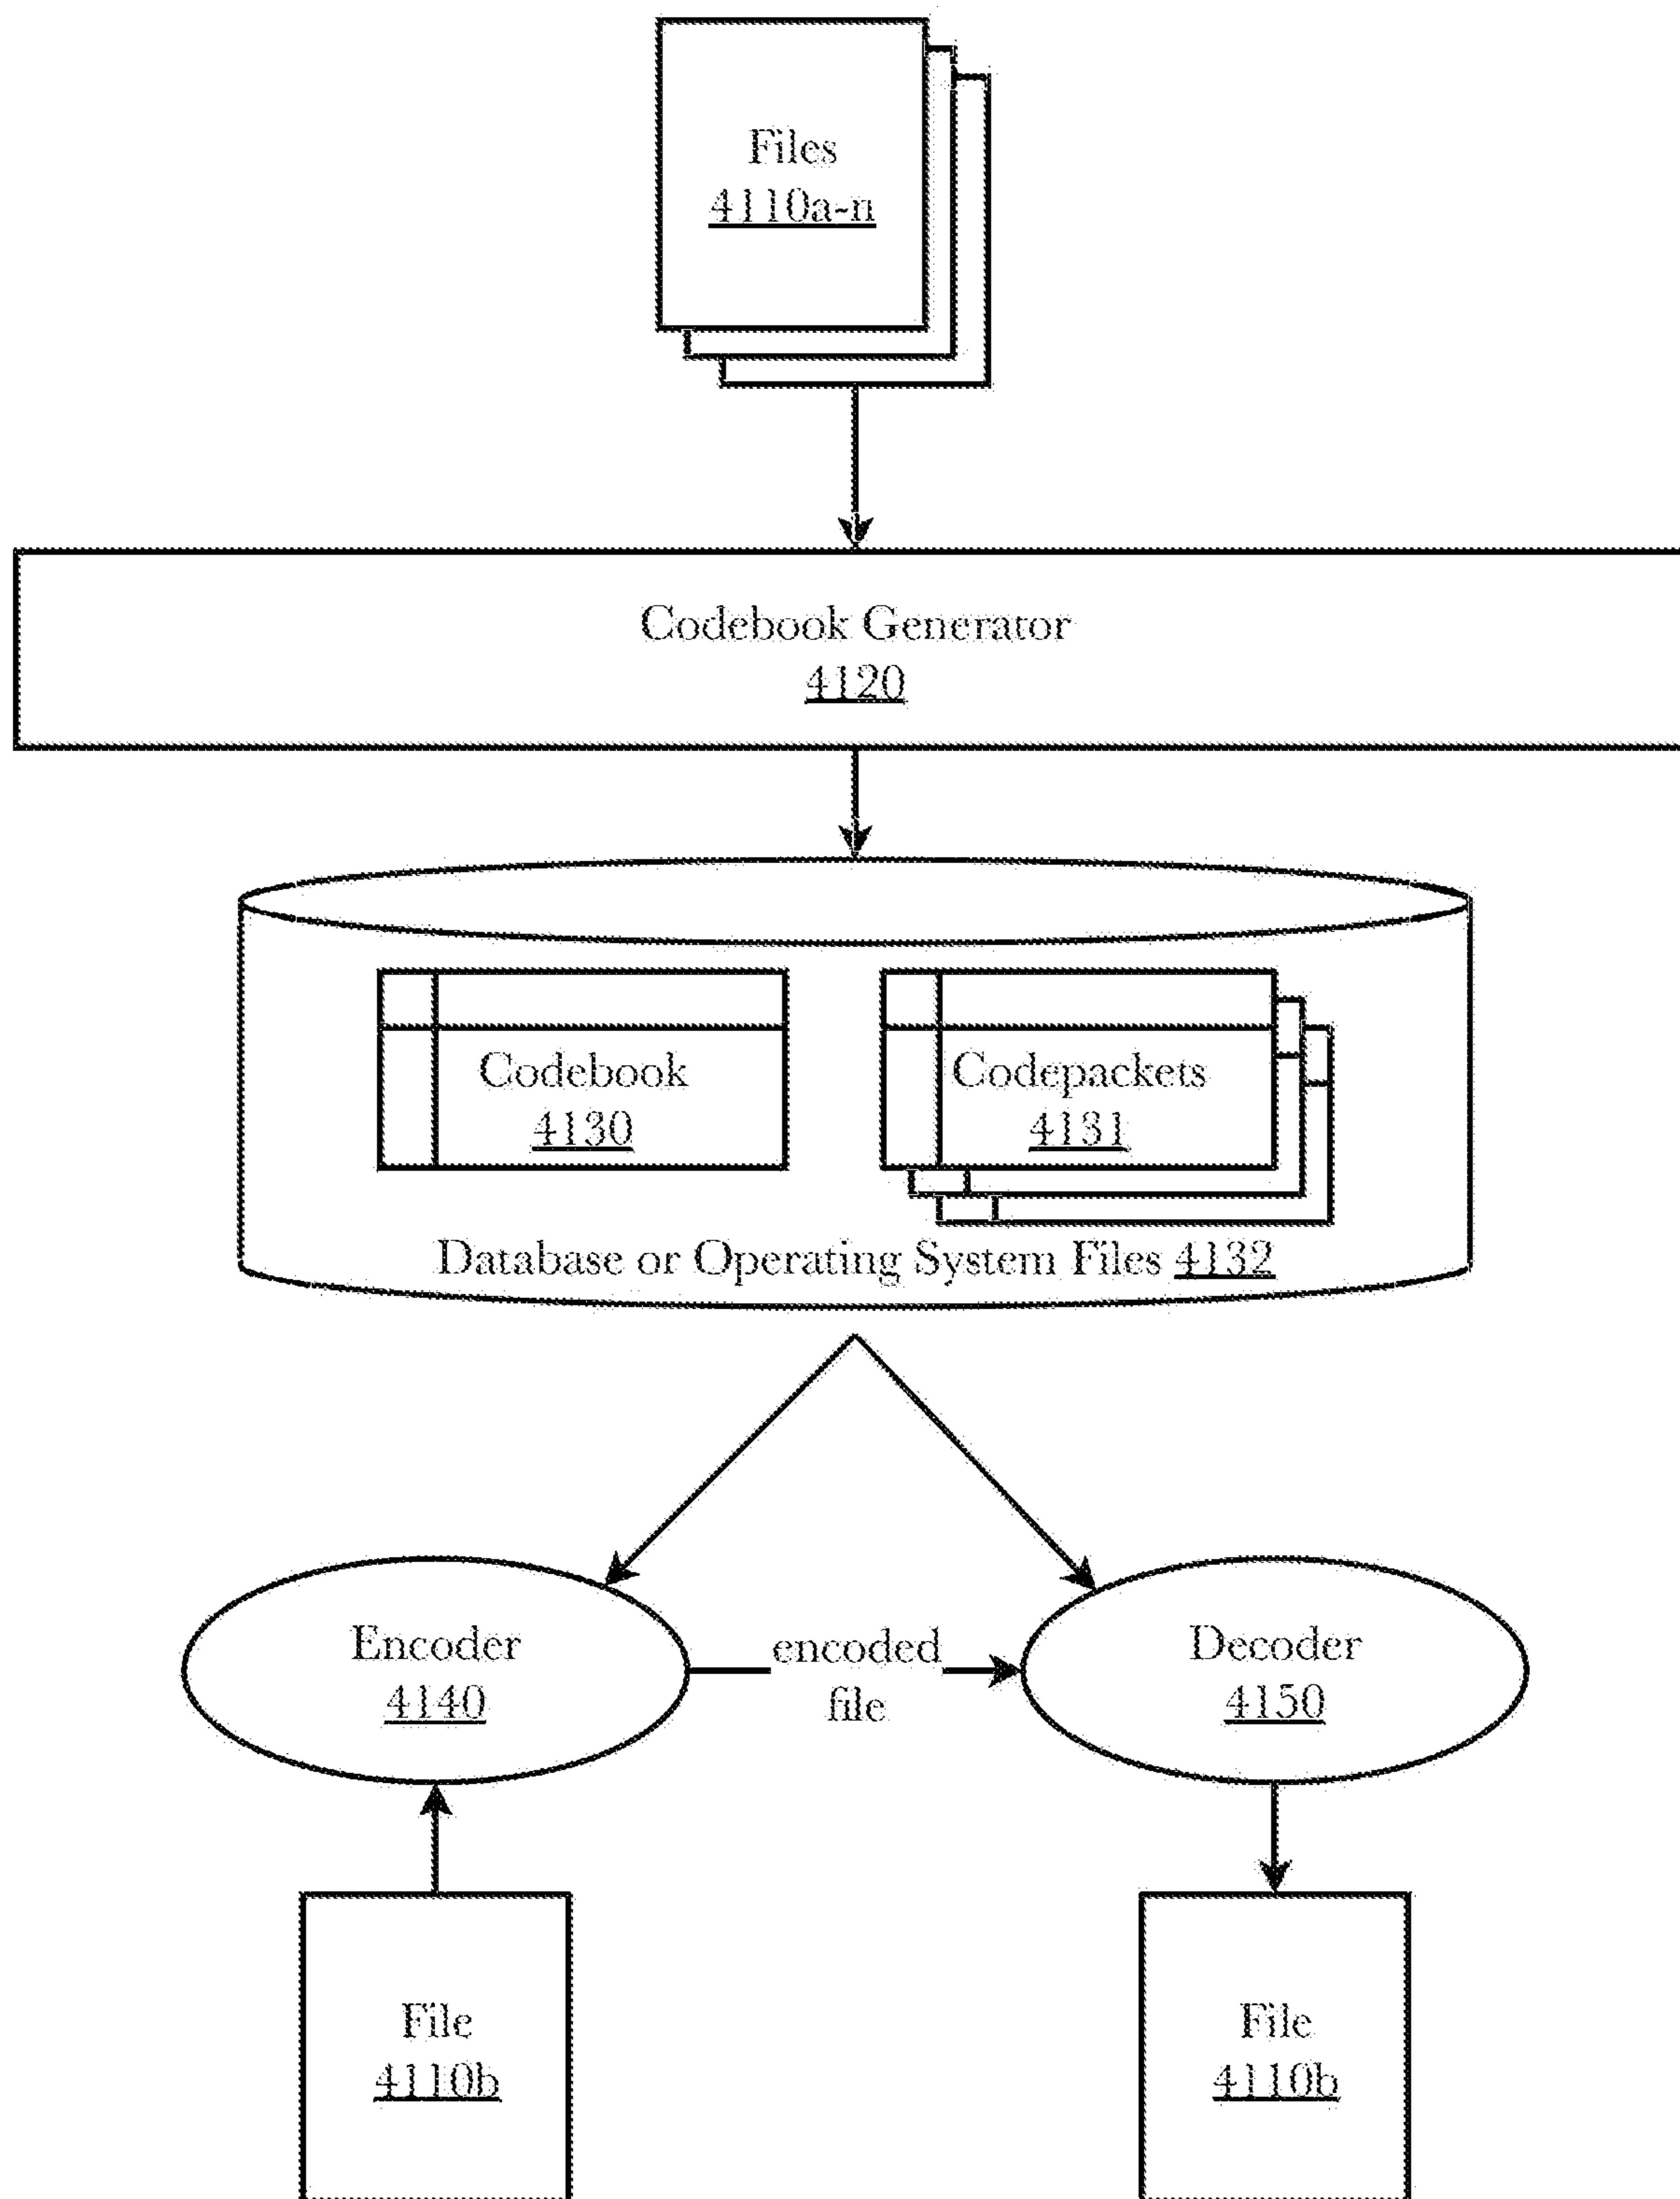 Files
4110a-n
Codebook Generator
4120
Codebook
4130
Codepackets
4131
Database or Operating System Files 4132
Encoder
4140
encoded
file
Decoder
4150
File
4110b
File
4110b